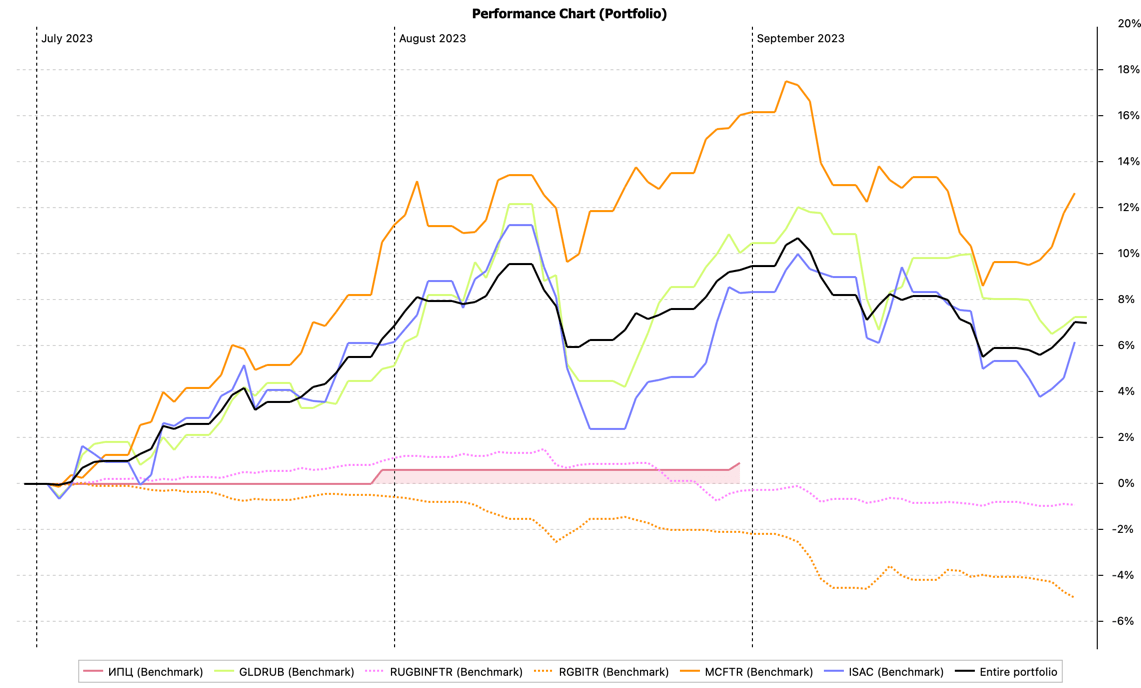 Performance Chart (Portfolio)
20%
July 2023
August 2023
September 2023
18%
16%
14%
12%
10%
8%
6%
4%
2%
0%
-2%
-4%
-6%
ИПЦ (Benchmark)
GLDRUB (Benchmark)
RUGBINFTR (Benchmark)
RGBITR (Benchmark)
MCFTR (Benchmark)
ISAC (Benchmark)
Entire portfolio